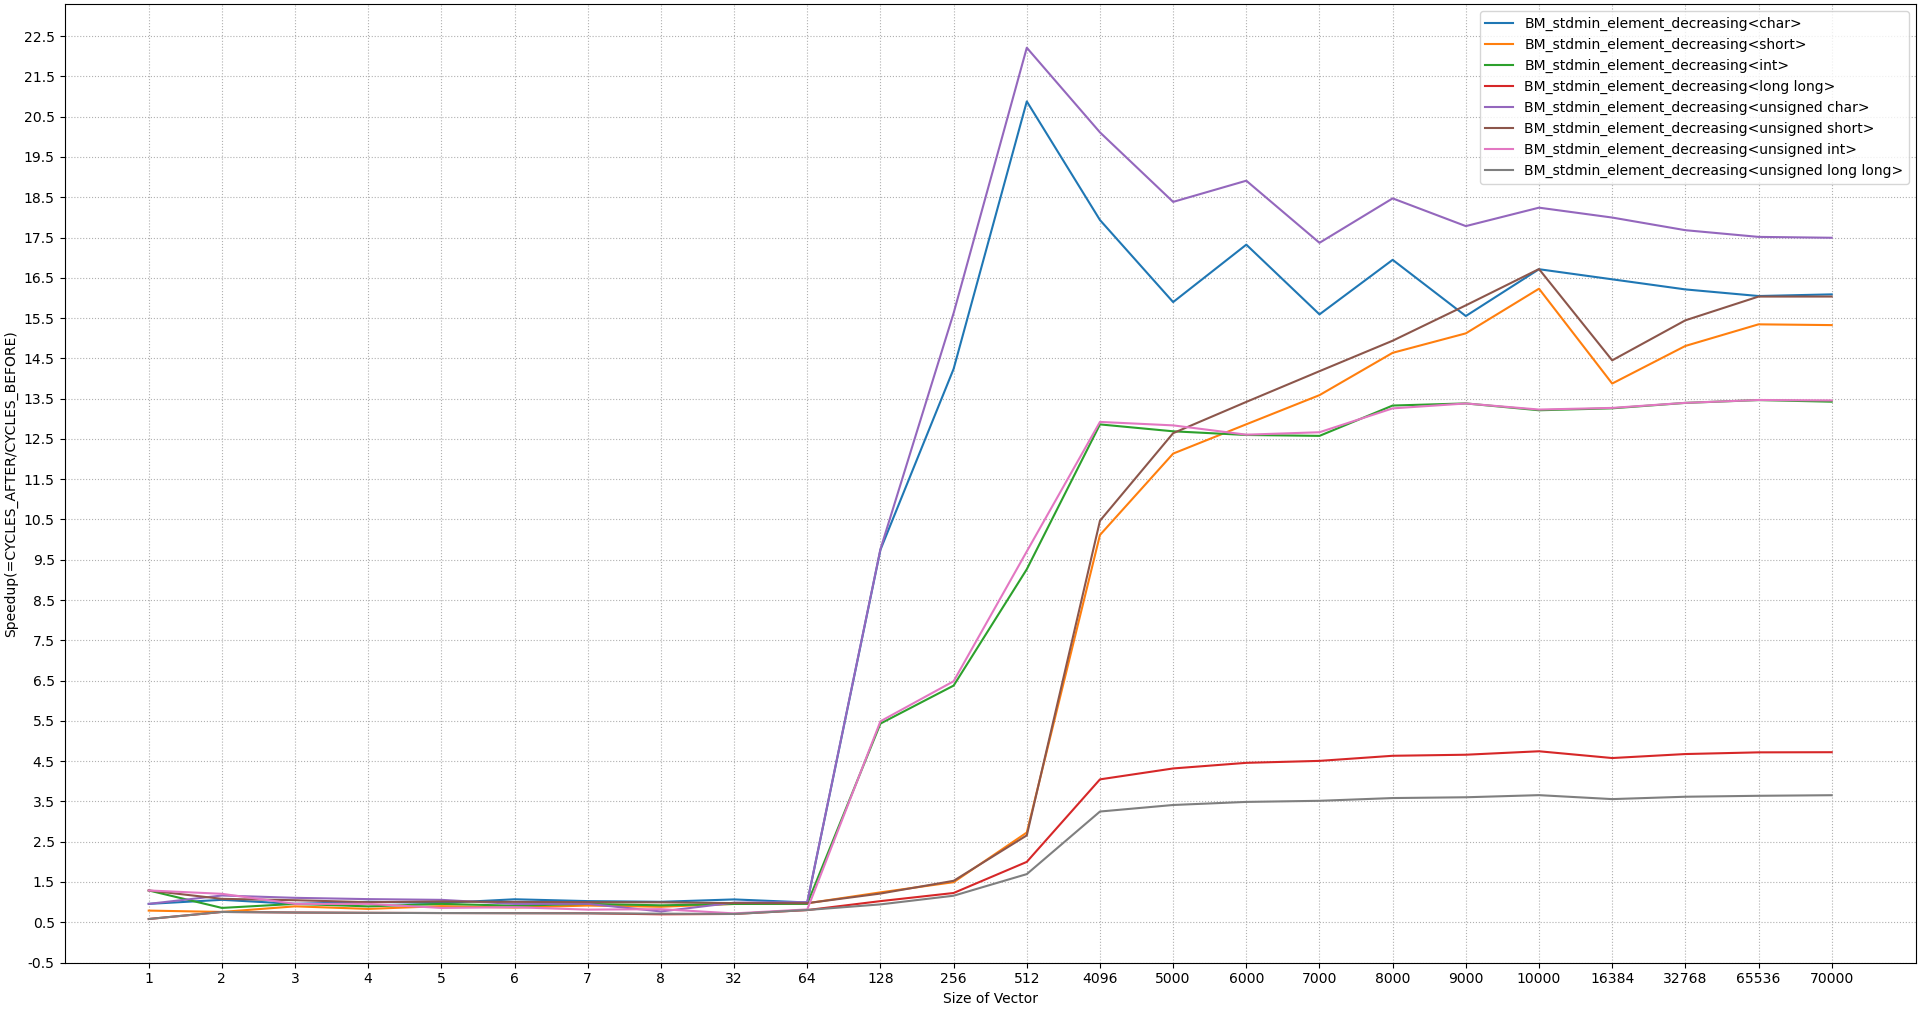 BM_stdmin_element_decreasing<char>
BM_stdmin_element_decreasing<short>
BM_stdmin_element_decreasing<int>
BM_stdmin_element_decreasing<long long>
BM_stdmin_element_decreasing<unsigned char>
BM_stdmin_element_decreasing<unsigned short>
BM_stdmin_element_decreasing<unsigned int>
BM_stdmin_element_decreasing<unsigned long long>
Speedup(=CYCLES_AFTER/CYCLES_BEFORE)
22.5
21.5
20.5
19.5
18.5
17.5
16.5
15.5
14.5
13.5
12.5
11.5
10.5
9.5
8.5
7.5
6.5
5.5
4.5
3.5
2.5
1.5
0.5
-0.5
1 2 3 4 5 6 7 8 32 64 128 256 512 4096 5000 6000 7000 8000 9000 10000 16384 32768 65536 70000
Size of Vector